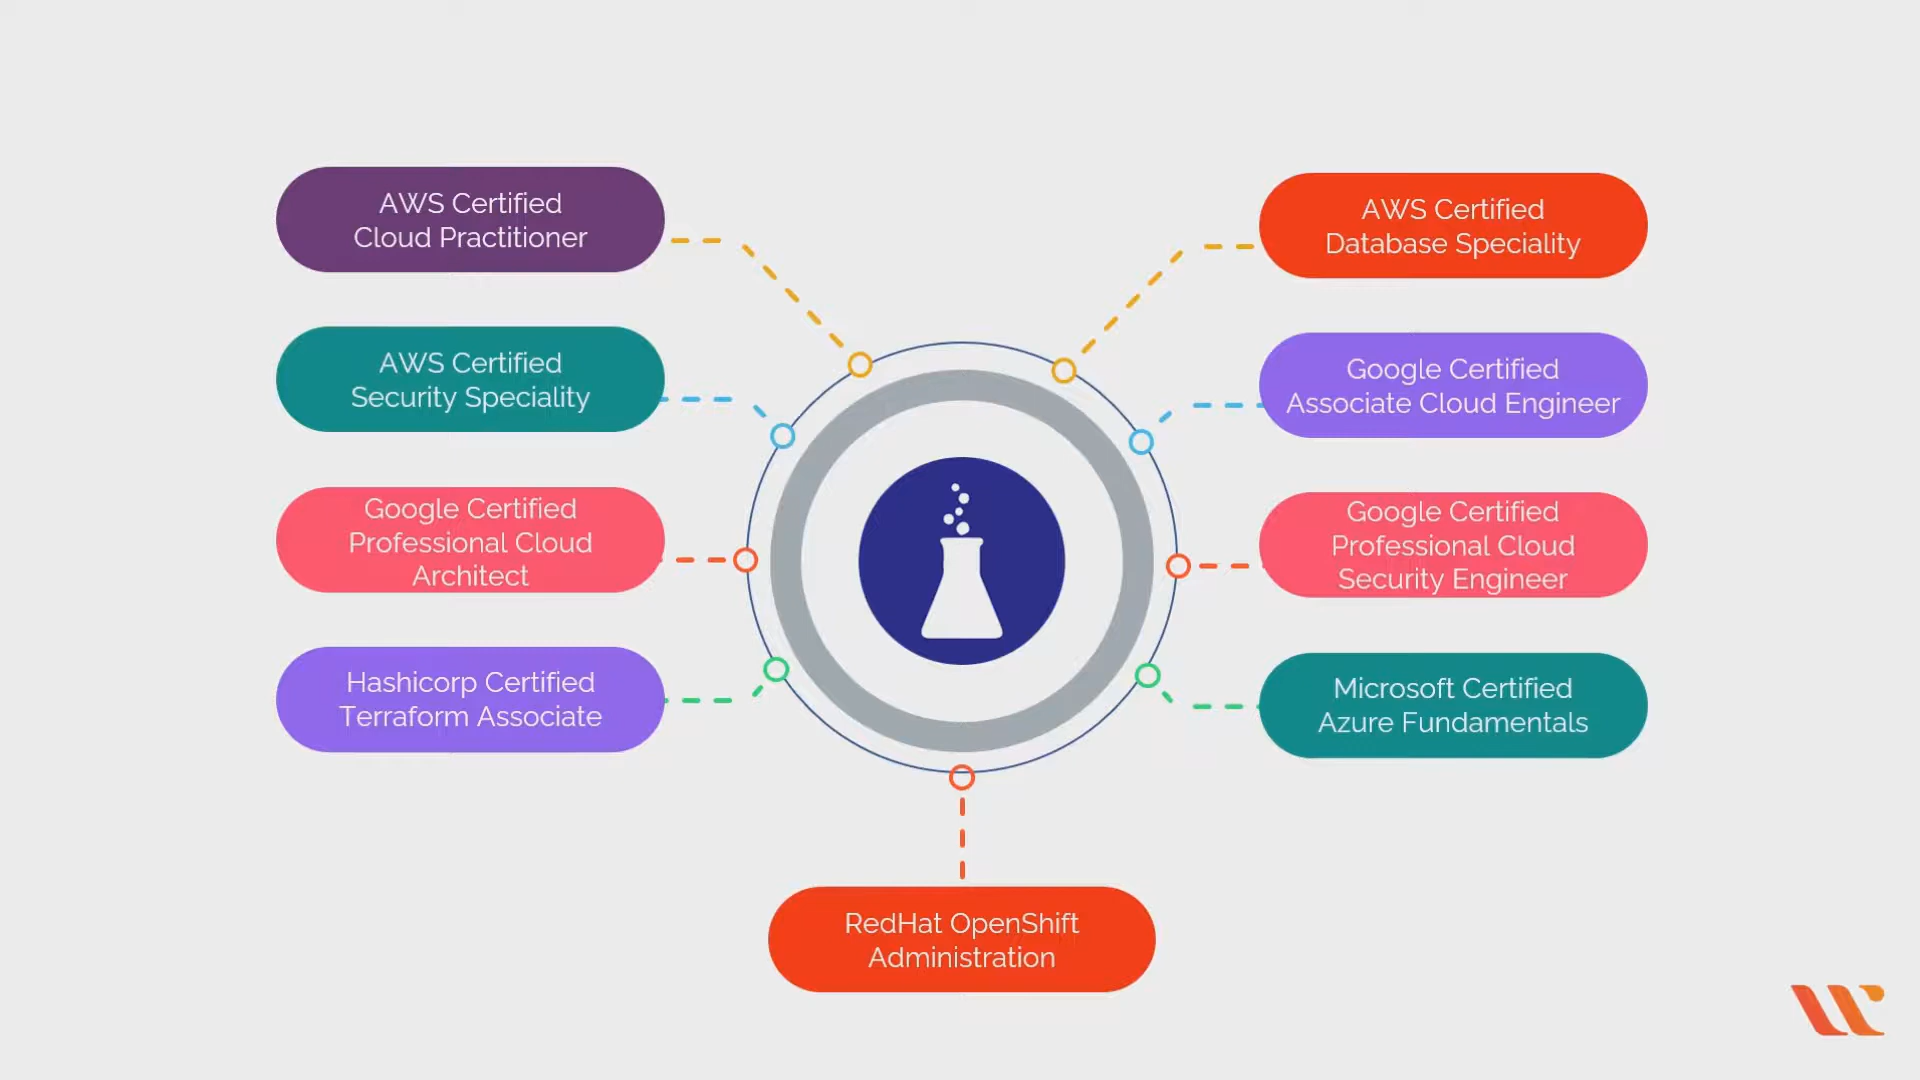 AWS Certified
Cloud Practitioner
AWS Certified
Security Speciality
Google Certified
Professional Cloud
Architect
Hashicorp Certified
Terraform Associate
AWS Certified
Database Speciality
Google Certified
Associate Cloud Engineer
Google Certified
Professional Cloud
Security Engineer
Microsoft Certified
Azure Fundamentals
RedHat OpenShift
Administration